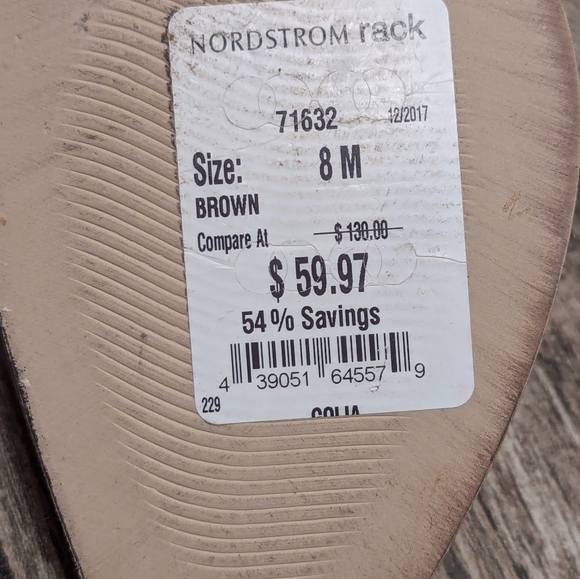 NORDSTROM rack
71632 12/2017
Size: 8 M
BROWN
Compare At $ 130.00
$ 59.97
54% Savings
4 39051 64557 9
229